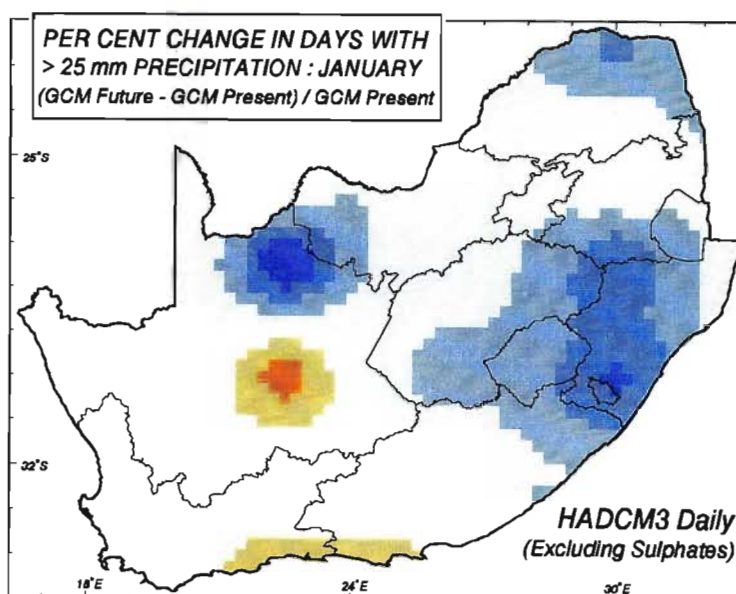 PER CENT CHANGE IN DAYS WITH
> 25 mm PRECIPITATION : JANUARY
(GCM Future - GCM Present) / GCM Present
25°S
32°S
HADCM3 Daily
(Excluding Sulphates)
18°E
24°E
30°E